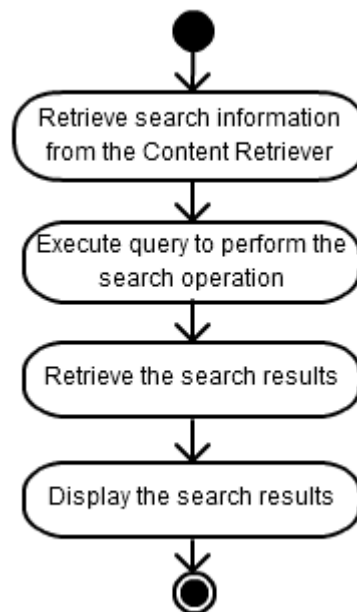 Retrieve search information
from the Content Retriever
Execute query to perform the
search operation
Retrieve the search results
Display the search results